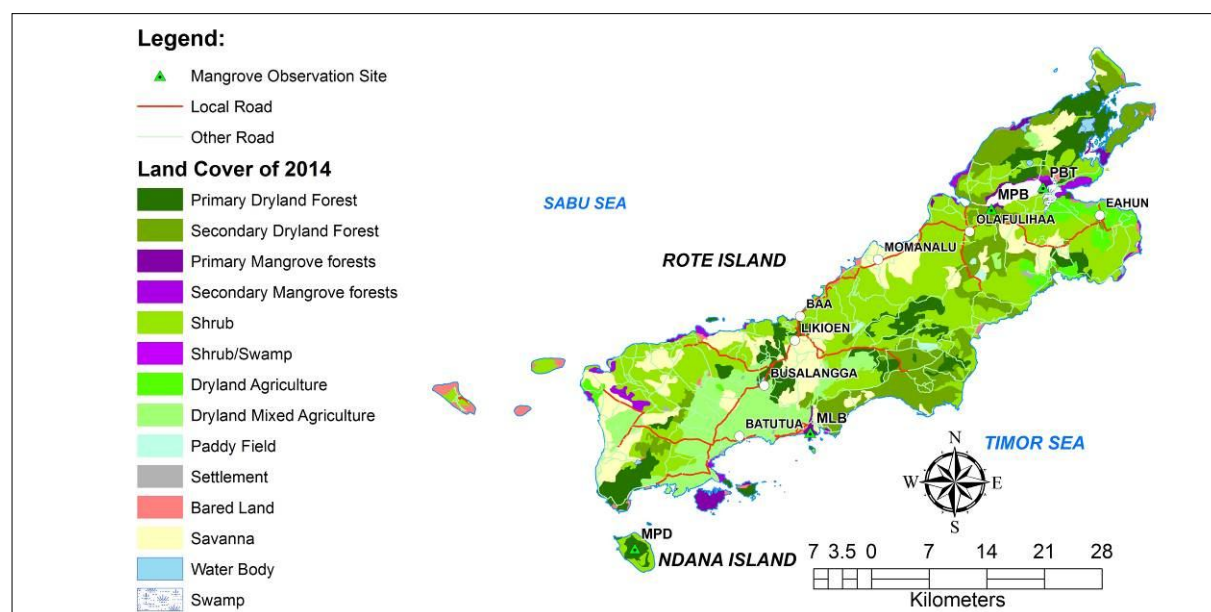 Legend:
Mangrove Observation Site
Local Road
Other Road
Land Cover of 2014
Primary Dryland Forest
Secondary Dryland Forest
Primary Mangrove forests
Secondary Mangrove forests
Shrub
Shrub/Swamp
Dryland Agriculture
Dryland Mixed Agriculture
Paddy Field
Settlement
Bared Land
Savanna
Water Body
Swamp
SABU SEA
ROTE ISLAND
PBT
MPB
EAHUN
OLAFULIHAA
MOMANALU
BAA
LIKIOEN
BUSALANGGA
BATUTUA
MLB
TIMOR SEA
MPD
NDANA ISLAND
N
W E
S
7 3.5 0 7 14 21 28
Kilometers